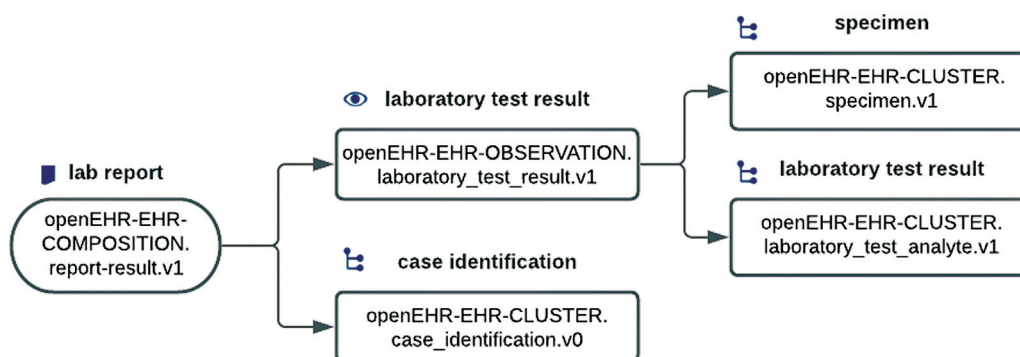 lab report
openEHR-EHR-
COMPOSITION.
report-result.v1
laboratory test result
openEHR-EHR-OBSERVATION.
laboratory_test_result.v1
case identification
openEHR-EHR-CLUSTER.
case_identification.v0
specimen
openEHR-EHR-CLUSTER.
specimen.v1
laboratory test result
openEHR-EHR-CLUSTER.
laboratory_test_analyte.v1